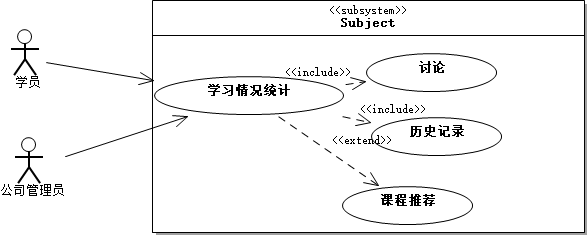 <<subsystem>>
Subject
学员
公司管理员
学习情况统计
<<include>>
讨论
<<include>>
历史记录
<<extend>>
课程推荐